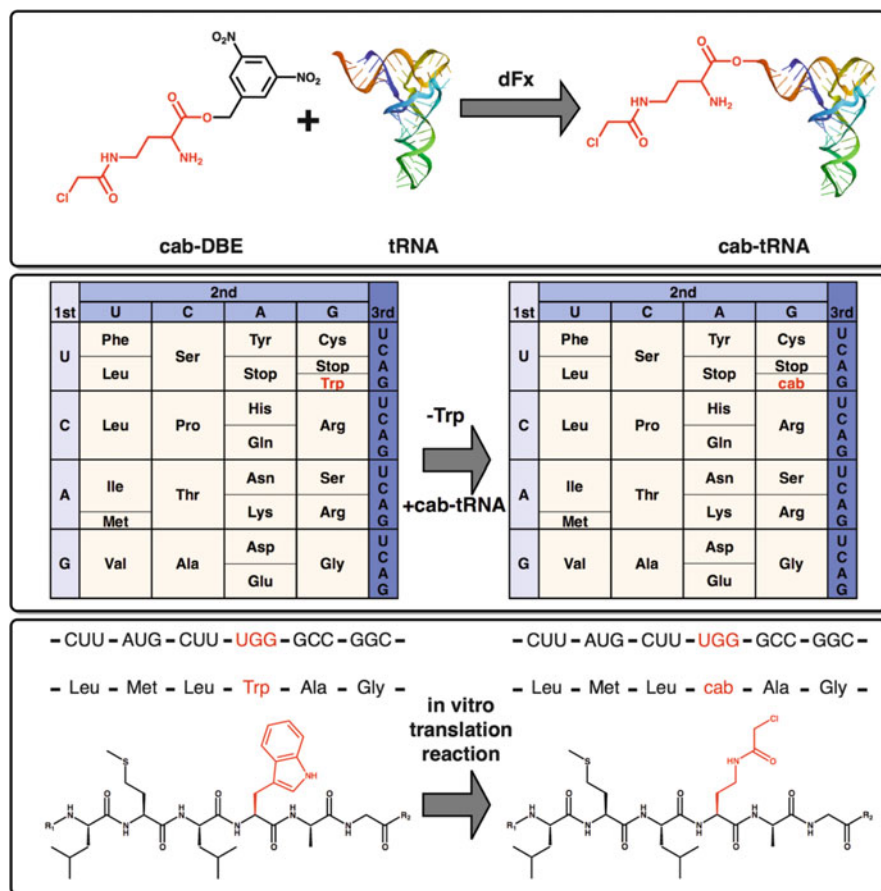 O₂N
NO₂
O
O
NH₂
HN
Cl
O
+
dFx
O
O
NH₂
HN
Cl
O
cab-DBE
tRNA
cab-tRNA
2nd
1st U C A G 3rd
U Phe Ser Tyr Cys U
Leu Stop Stop C
Trp A
G
C Leu Pro His Arg U
Gln C
A
G
A Ile Thr Asn Ser U
Met Lys Arg C
A
G
G Val Ala Asp Gly U
Glu C
A
G
-Trp
+cab-tRNA
2nd
1st U C A G 3rd
U Phe Ser Tyr Cys U
Leu Stop Stop C
cab A
G
C Leu Pro His Arg U
Gln C
A
G
A Ile Thr Asn Ser U
Met Lys Arg C
A
G
G Val Ala Asp Gly U
Glu C
A
G
– CUU – AUG – CUU – UGG – GCC – GGC –
– Leu – Met – Leu – Trp – Ala – Gly –
S
NH
R₁
H
N
O
N
H
O
H
N
O
N
H
O
H
N
O
N
H
O
R₂
in vitro
translation
reaction
– CUU – AUG – CUU – UGG – GCC – GGC –
– Leu – Met – Leu – cab – Ala – Gly –
Cl
HN
O
S
R₁
H
N
O
N
H
O
H
N
O
N
H
O
H
N
O
N
H
O
R₂